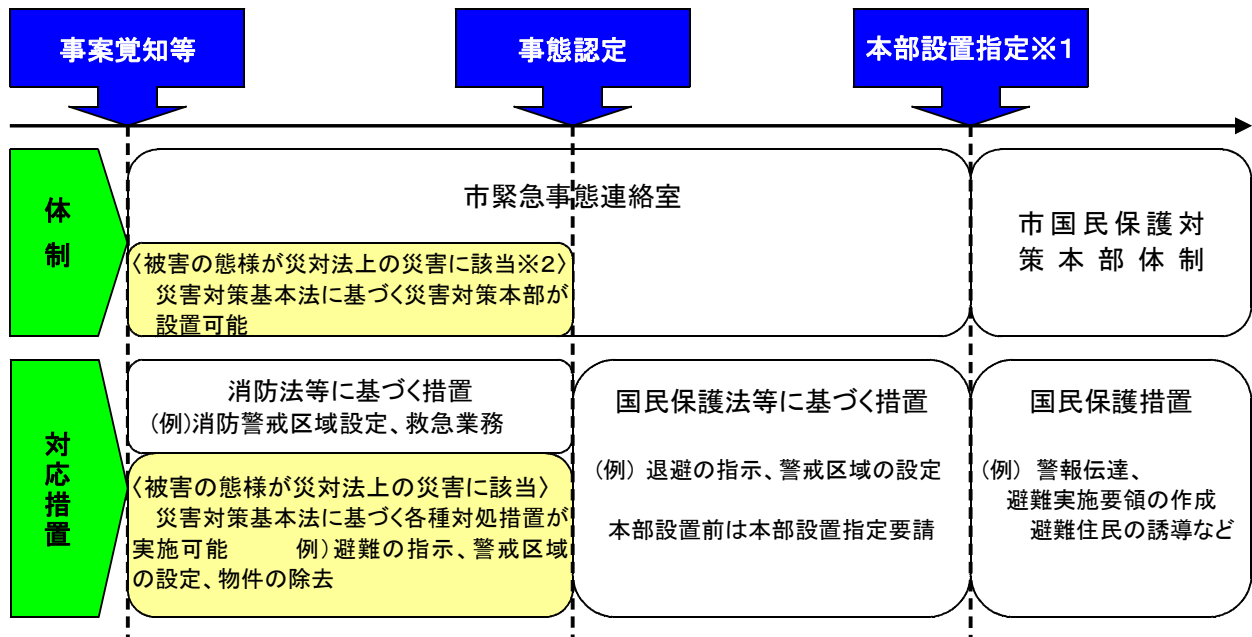 事案覚知等
事態認定
本部設置指定※1
体
制
市緊急事態連絡室
〈被害の態様が災対法上の災害に該当※2〉
災害対策基本法に基づく災害対策本部が
設置可能
市国民保護対
策本部体制
対
応
措
置
消防法等に基づく措置
(例)消防警戒区域設定、救急業務
〈被害の態様が災対法上の災害に該当〉
災害対策基本法に基づく各種対処措置が
実施可能　　例）避難の指示、警戒区域
の設定、物件の除去
国民保護法等に基づく措置
(例) 退避の指示、警戒区域の設定
本部設置前は本部設置指定要請
国民保護措置
(例) 警報伝達、
避難実施要領の作成
避難住民の誘導など